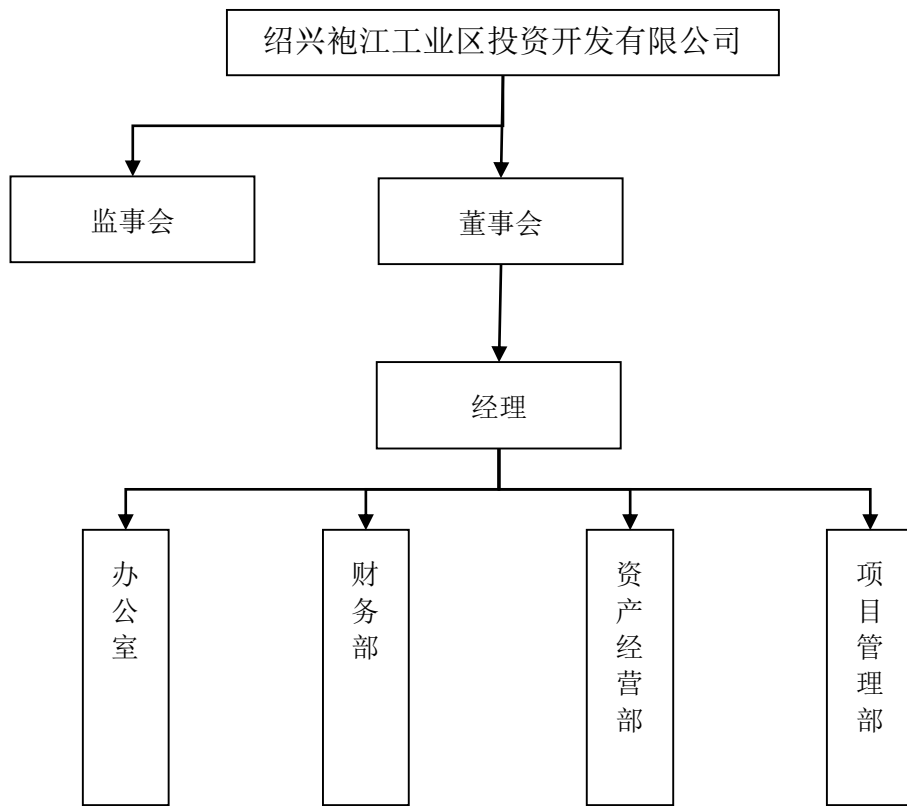 绍兴袍江工业区投资开发有限公司
监事会
董事会
经理
办公室
财务部
资产经营部
项目管理部